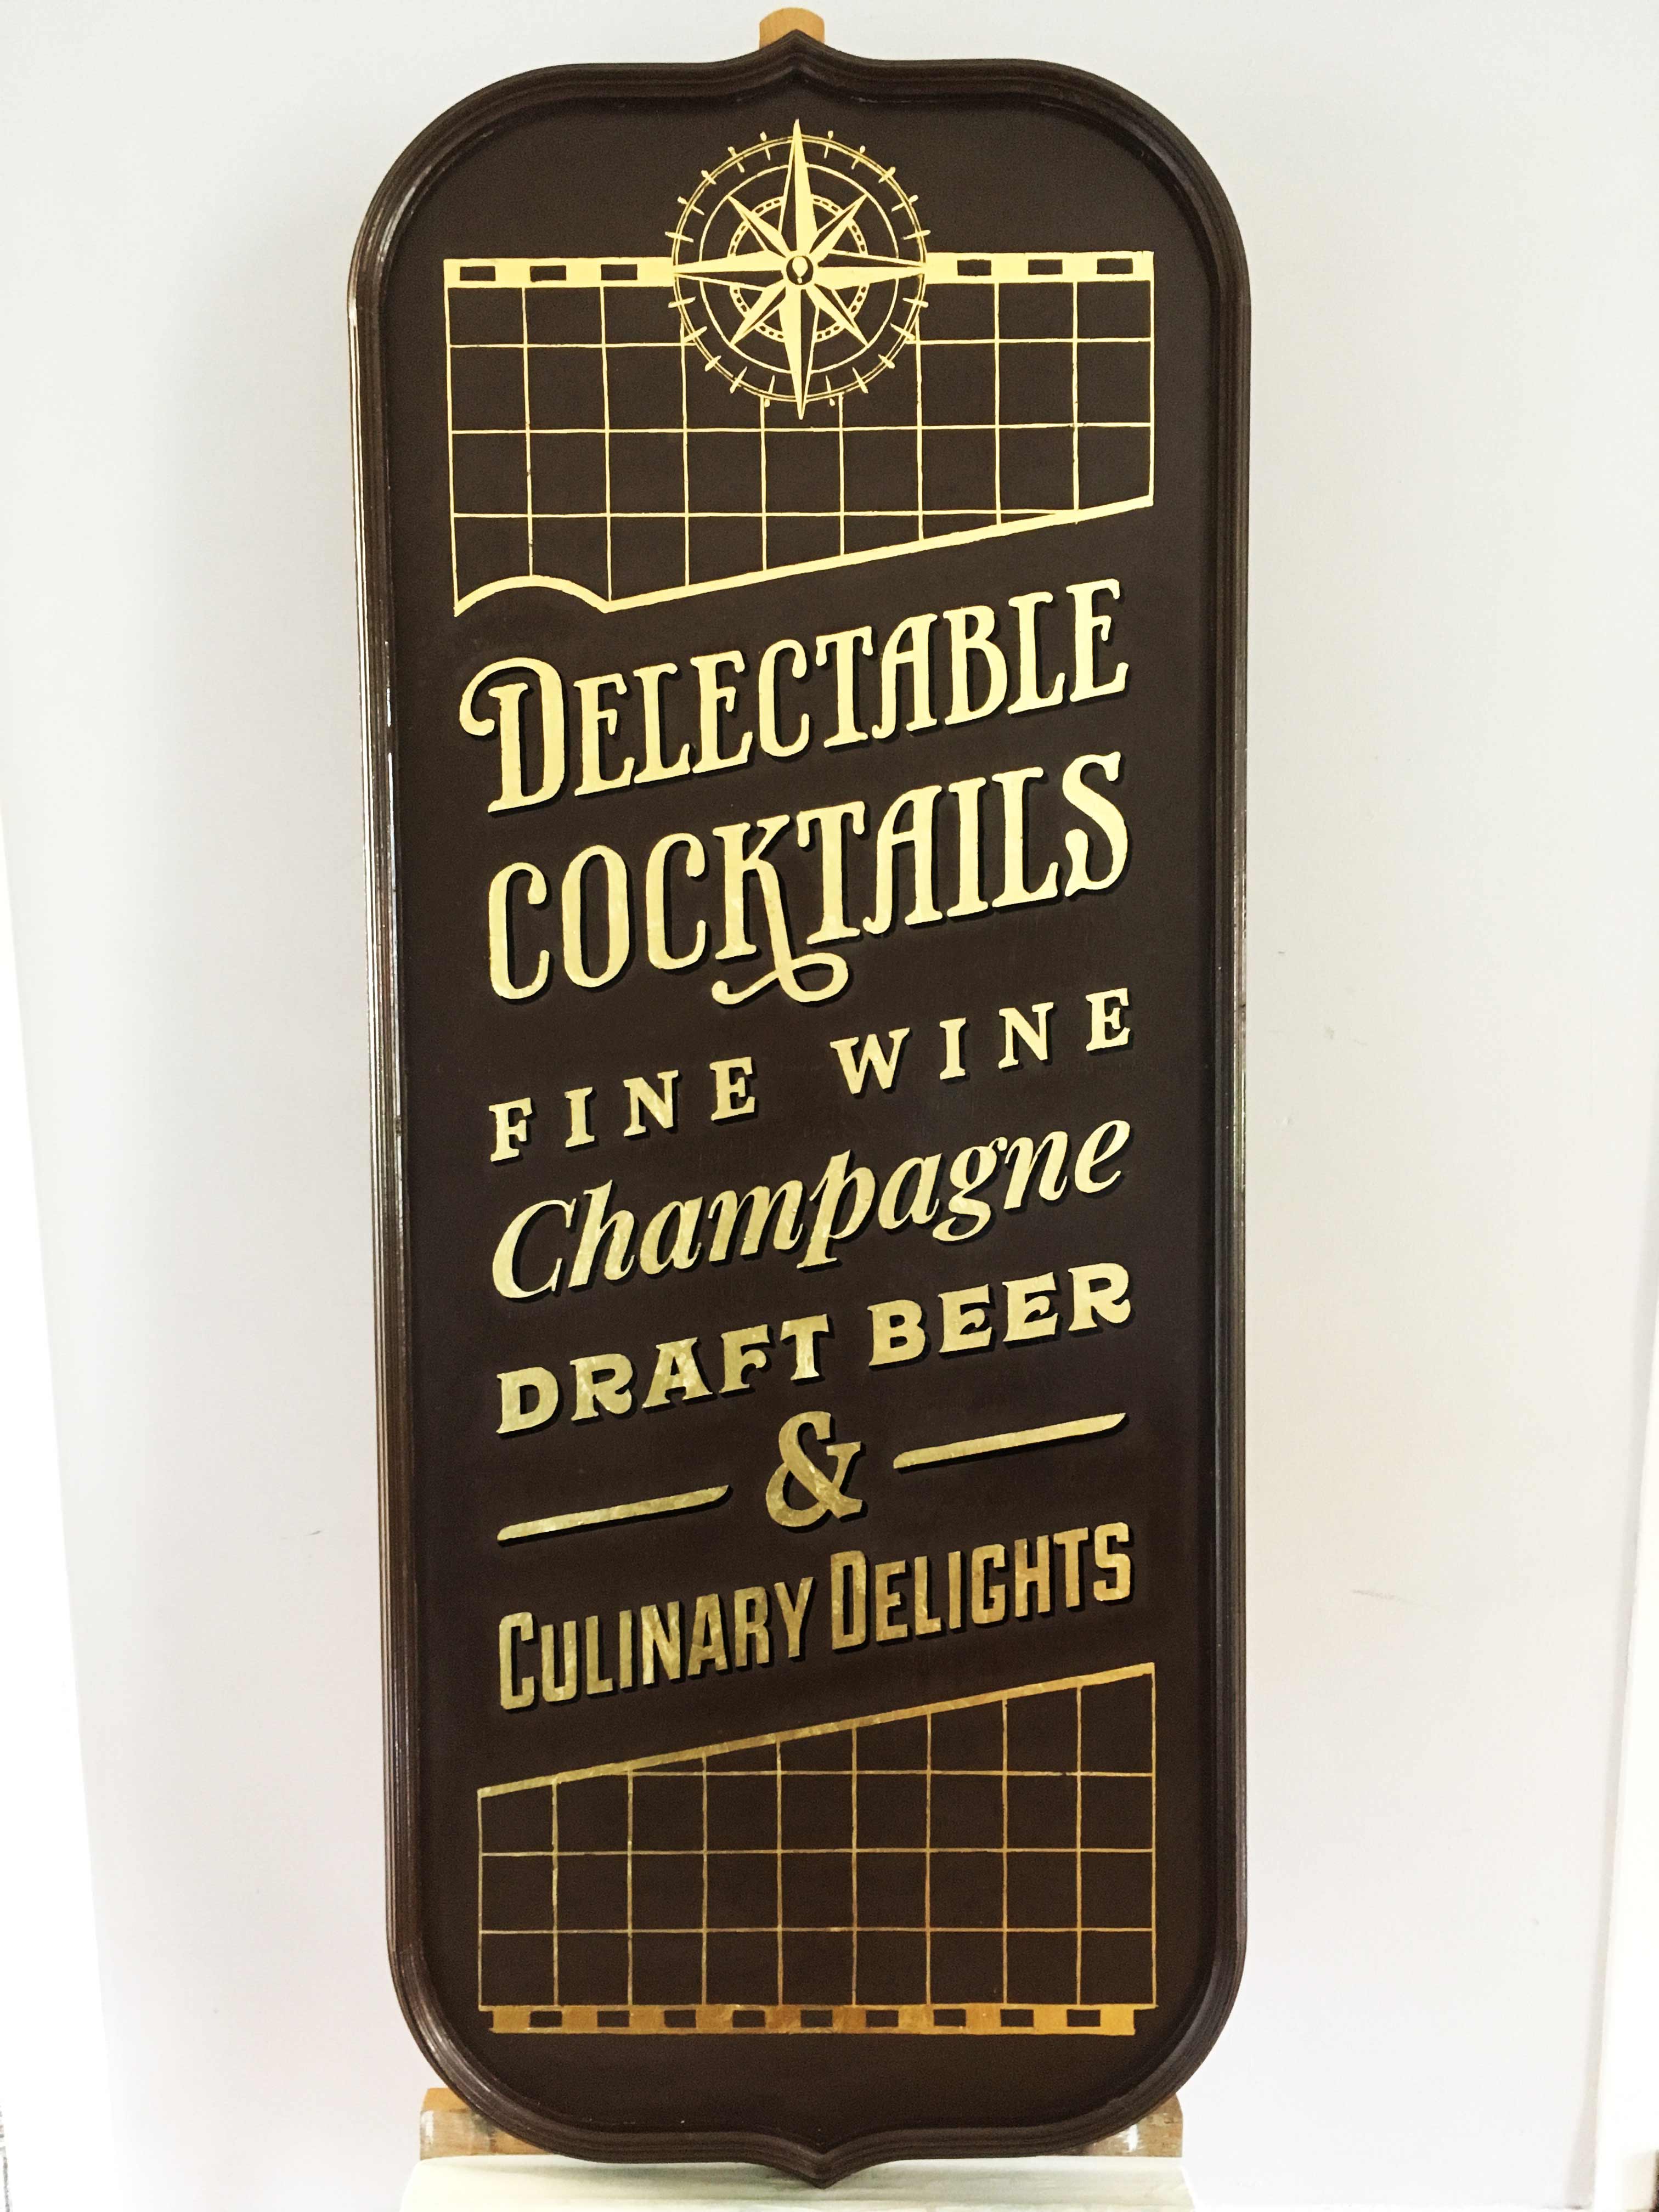 DELECTABLE
COCKTAILS
FINE WINE
Champagne
DRAFT BEER
&
CULINARY DELIGHTS